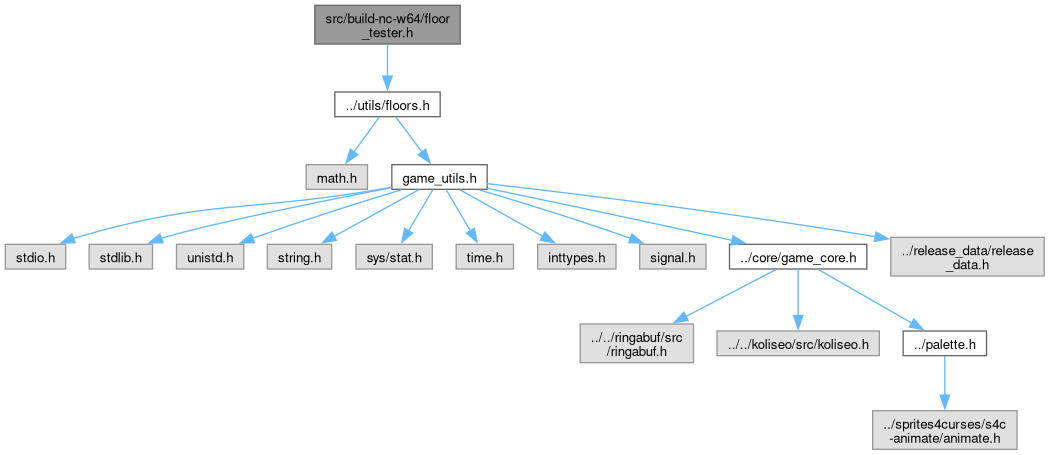 src/build-nc-w64/floor
_tester.h
../utils/floors.h
math.h
game_utils.h
stdio.h
stdlib.h
unistd.h
string.h
sys/stat.h
time.h
inttypes.h
signal.h
../core/game_core.h
../release_data/release
_data.h
../../ringabuf/src
/ringabuf.h
../../koliseo/src/koliseo.h
../palette.h
../sprites4curses/s4c
-animate/animate.h